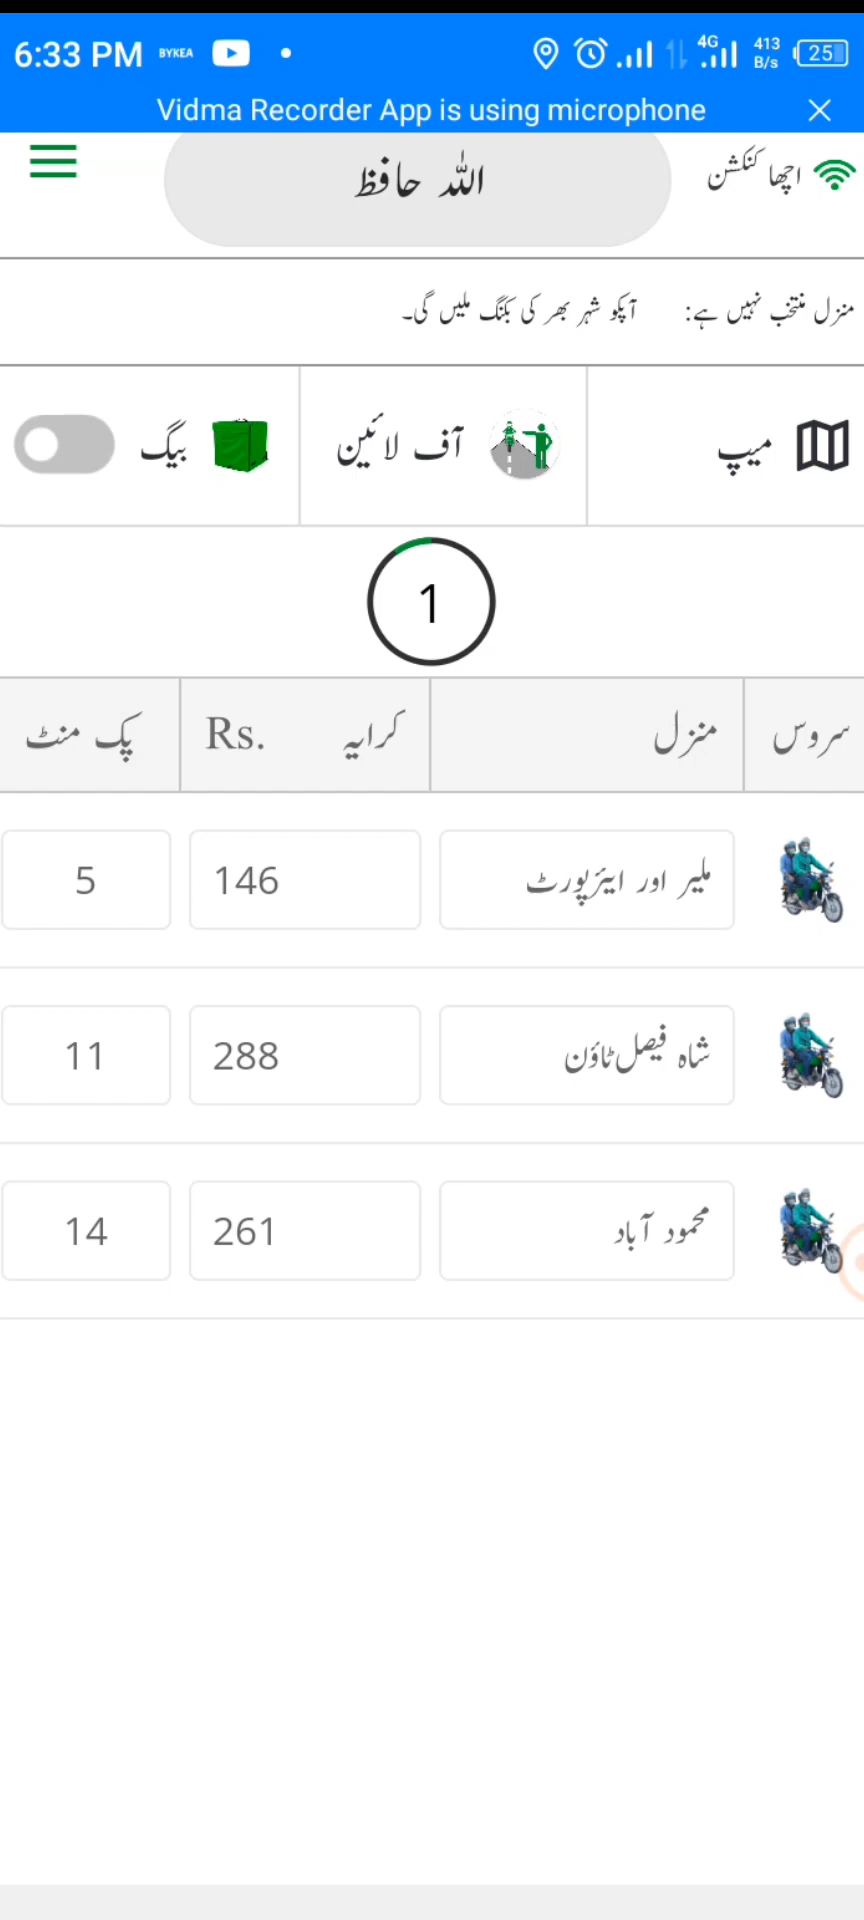 6:33 PM BYKEA 4G 413 B/s 25
Vidma Recorder App is using microphone
اللہ حافظ
اچھا کنکشن
منزل منتخب نہیں ہے: آپکو شہر بھر کی بکنگ ملیں گی۔
میپ
آف لائین
بیگ
1
سروس منزل کرایہ Rs. پک منٹ
ملیر اور ایئرپورٹ 146 5
شاہ فیصل ٹاؤن 288 11
محمود آباد 261 14